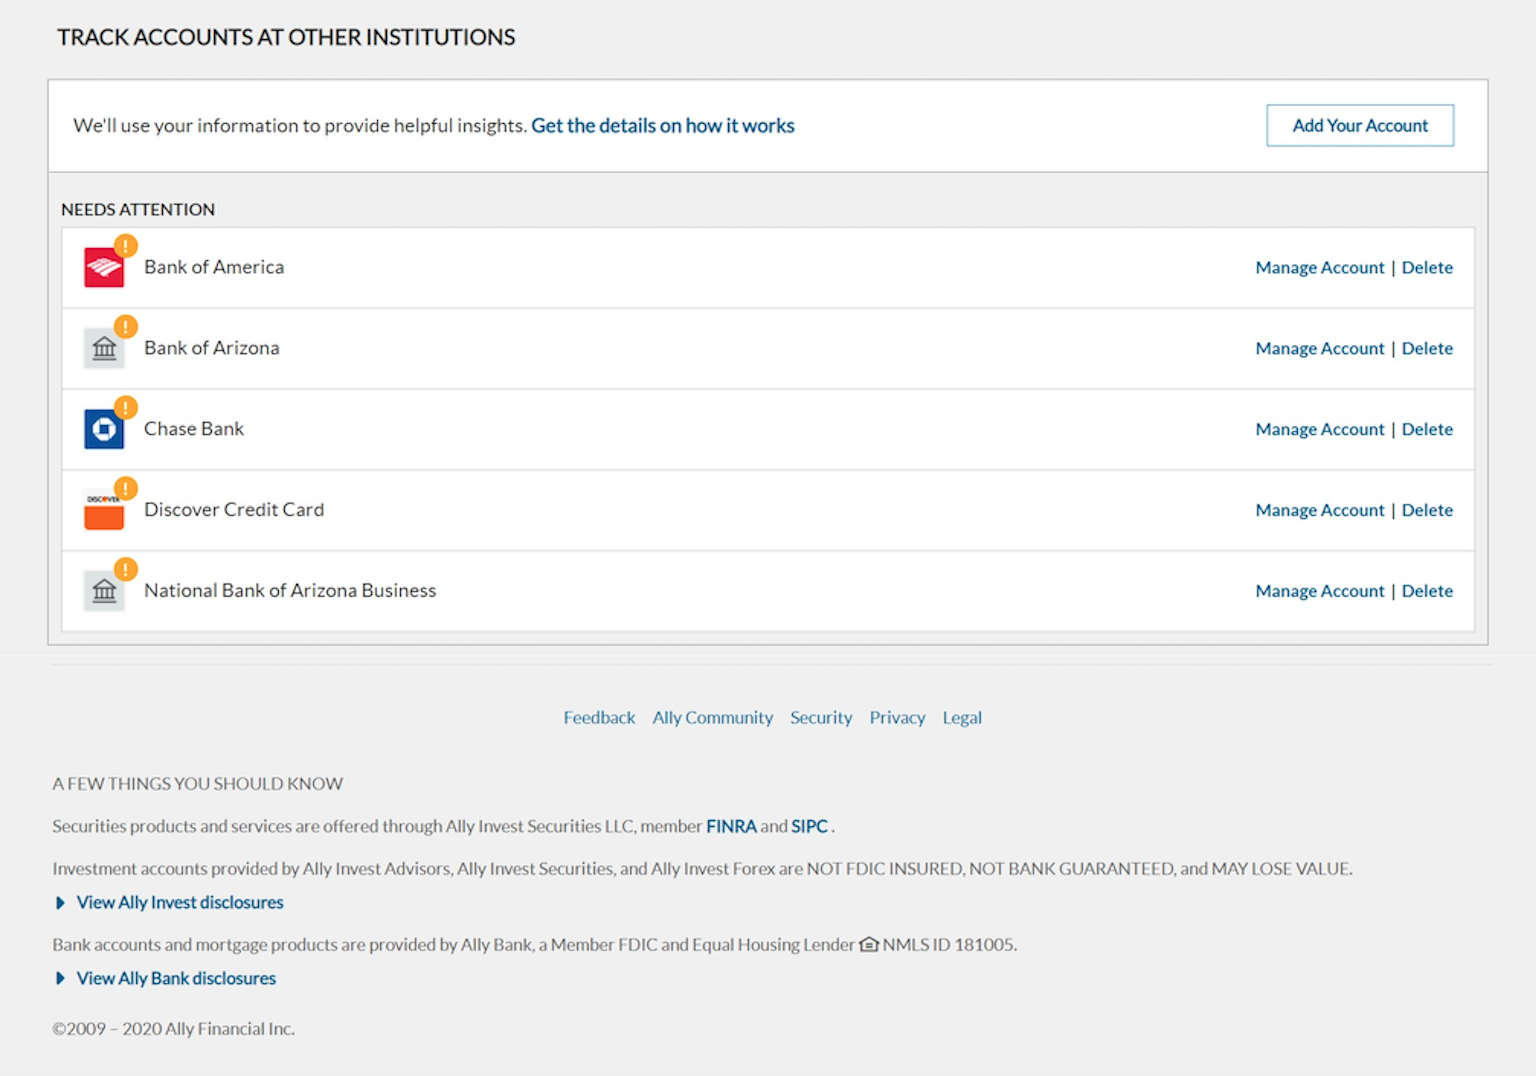 TRACK ACCOUNTS AT OTHER INSTITUTIONS
We'll use your information to provide helpful insights. Get the details on how it works
Add Your Account
NEEDS ATTENTION
! Bank of America Manage Account | Delete
! Bank of Arizona Manage Account | Delete
! Chase Bank Manage Account | Delete
! DISCOVER Discover Credit Card Manage Account | Delete
! National Bank of Arizona Business Manage Account | Delete
Feedback Ally Community Security Privacy Legal
A FEW THINGS YOU SHOULD KNOW
Securities products and services are offered through Ally Invest Securities LLC, member FINRA and SIPC .
Investment accounts provided by Ally Invest Advisors, Ally Invest Securities, and Ally Invest Forex are NOT FDIC INSURED, NOT BANK GUARANTEED, and MAY LOSE VALUE.
View Ally Invest disclosures
Bank accounts and mortgage products are provided by Ally Bank, a Member FDIC and Equal Housing Lender NMLS ID 181005.
View Ally Bank disclosures
©2009 – 2020 Ally Financial Inc.